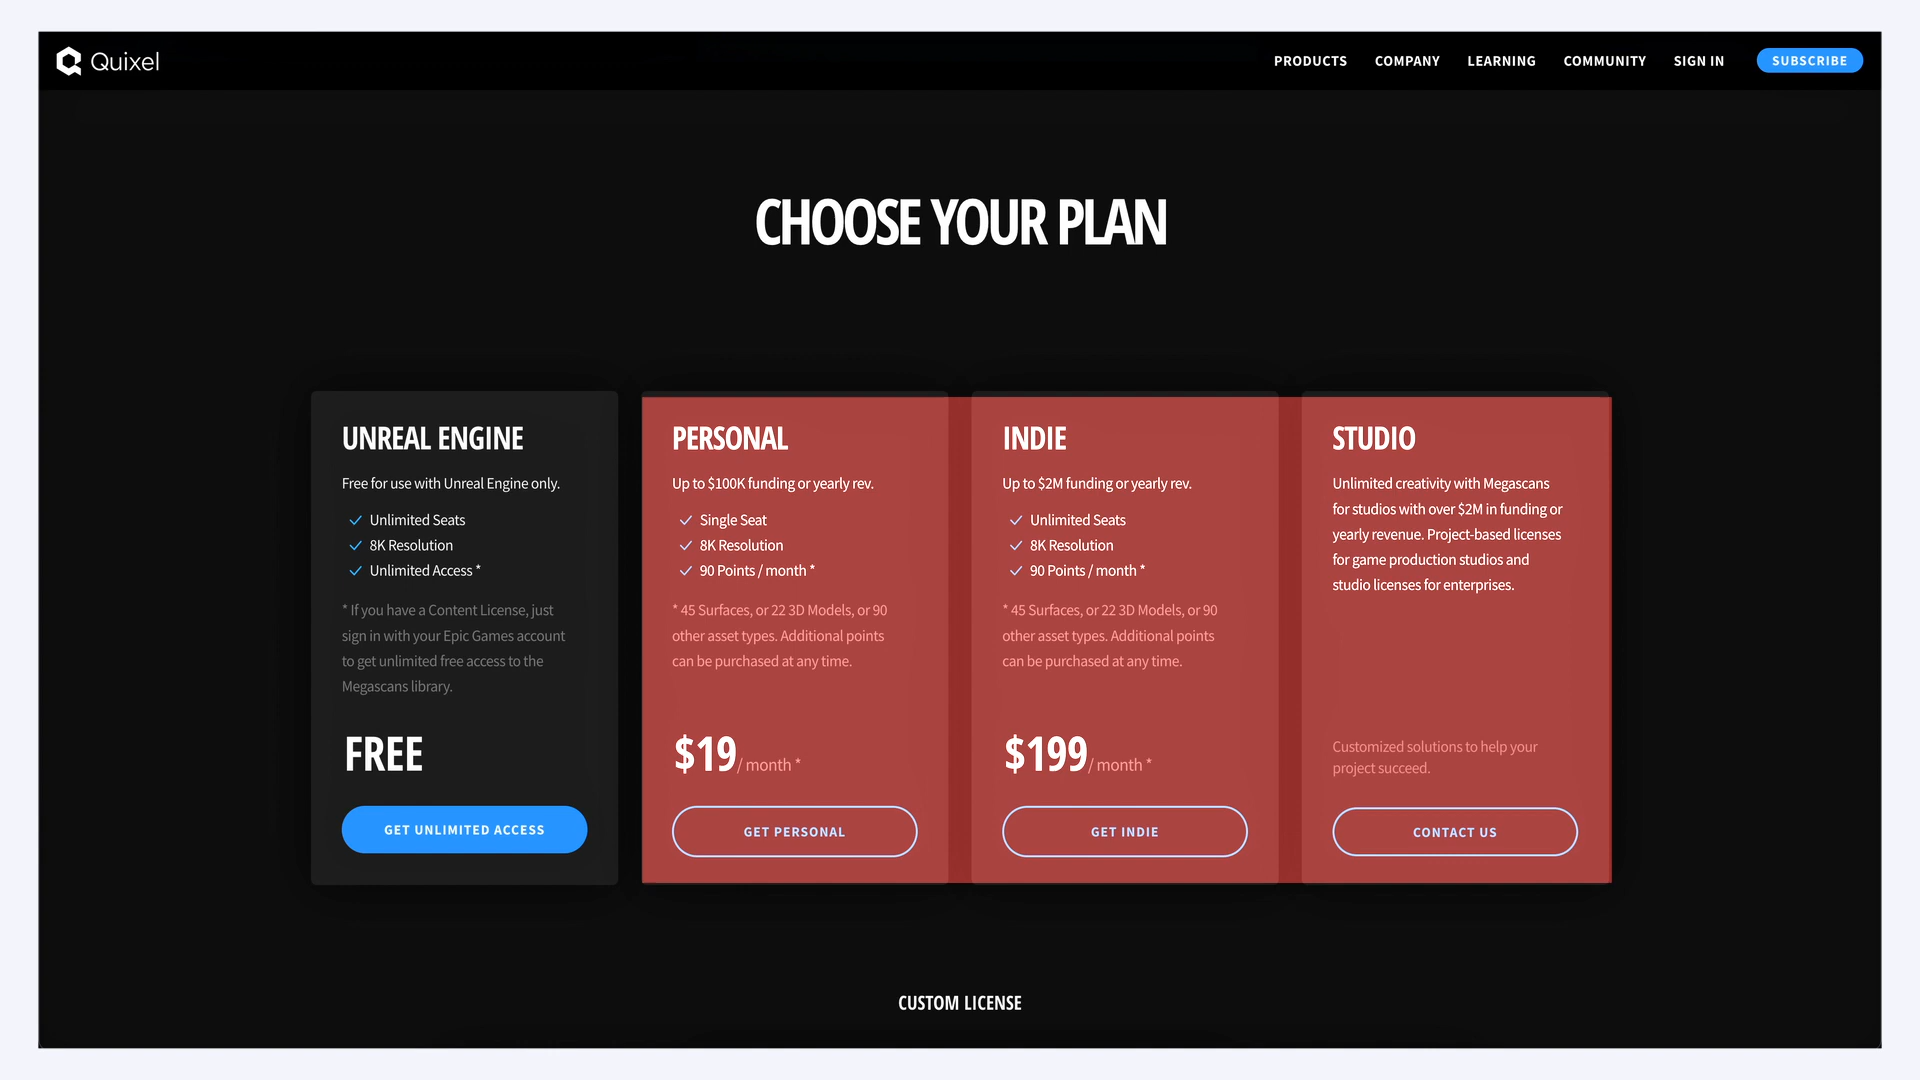 Quixel
PRODUCTS
COMPANY
LEARNING
COMMUNITY
SIGN IN
SUBSCRIBE
CHOOSE YOUR PLAN
UNREAL ENGINE
Free for use with Unreal Engine only.
Unlimited Seats
8K Resolution
Unlimited Access *
* If you have a Content License, just
sign in with your Epic Games account
to get unlimited free access to the
Megascans library.
FREE
GET UNLIMITED ACCESS
PERSONAL
Up to $100K funding or yearly rev.
Single Seat
8K Resolution
90 Points / month *
* 45 Surfaces, or 22 3D Models, or 90
other asset types. Additional points
can be purchased at any time.
$19/ month *
GET PERSONAL
INDIE
Up to $2M funding or yearly rev.
Unlimited Seats
8K Resolution
90 Points / month *
* 45 Surfaces, or 22 3D Models, or 90
other asset types. Additional points
can be purchased at any time.
$199/ month *
GET INDIE
STUDIO
Unlimited creativity with Megascans
for studios with over $2M in funding or
yearly revenue. Project-based licenses
for game production studios and
studio licenses for enterprises.
Customized solutions to help your
project succeed.
CONTACT US
CUSTOM LICENSE